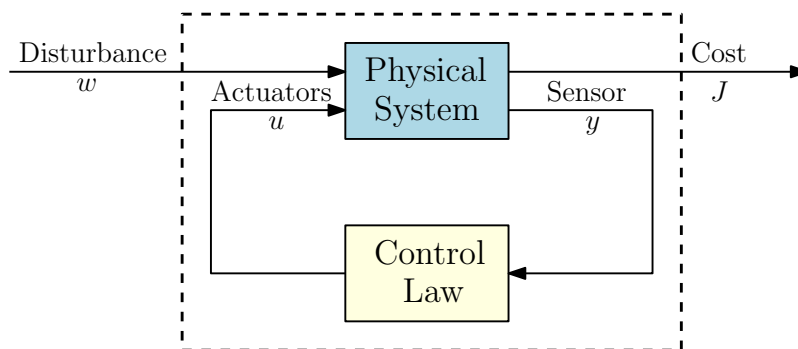 Disturbance
w
Actuators
u
Physical
System
Sensor
y
Cost
J
Control
Law